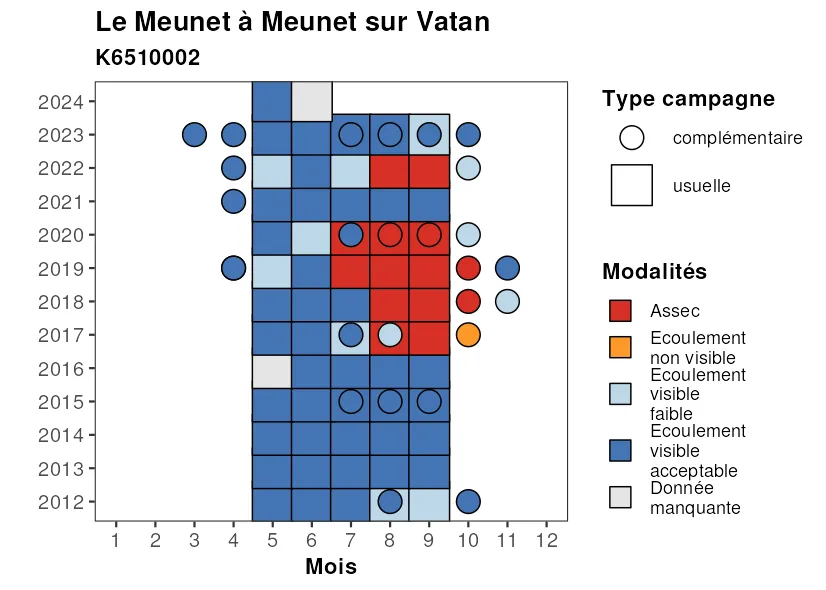 Le Meunet à Meunet sur Vatan
K6510002
2024
2023
2022
2021
2020
2019
2018
2017
2016
2015
2014
2013
2012
1 2 3 4 5 6 7 8 9 10 11 12
Mois
Type campagne
complémentaire
usuelle
Modalités
Assec
Ecoulement
non visible
Ecoulement
visible
faible
Ecoulement
visible
acceptable
Donnée
manquante